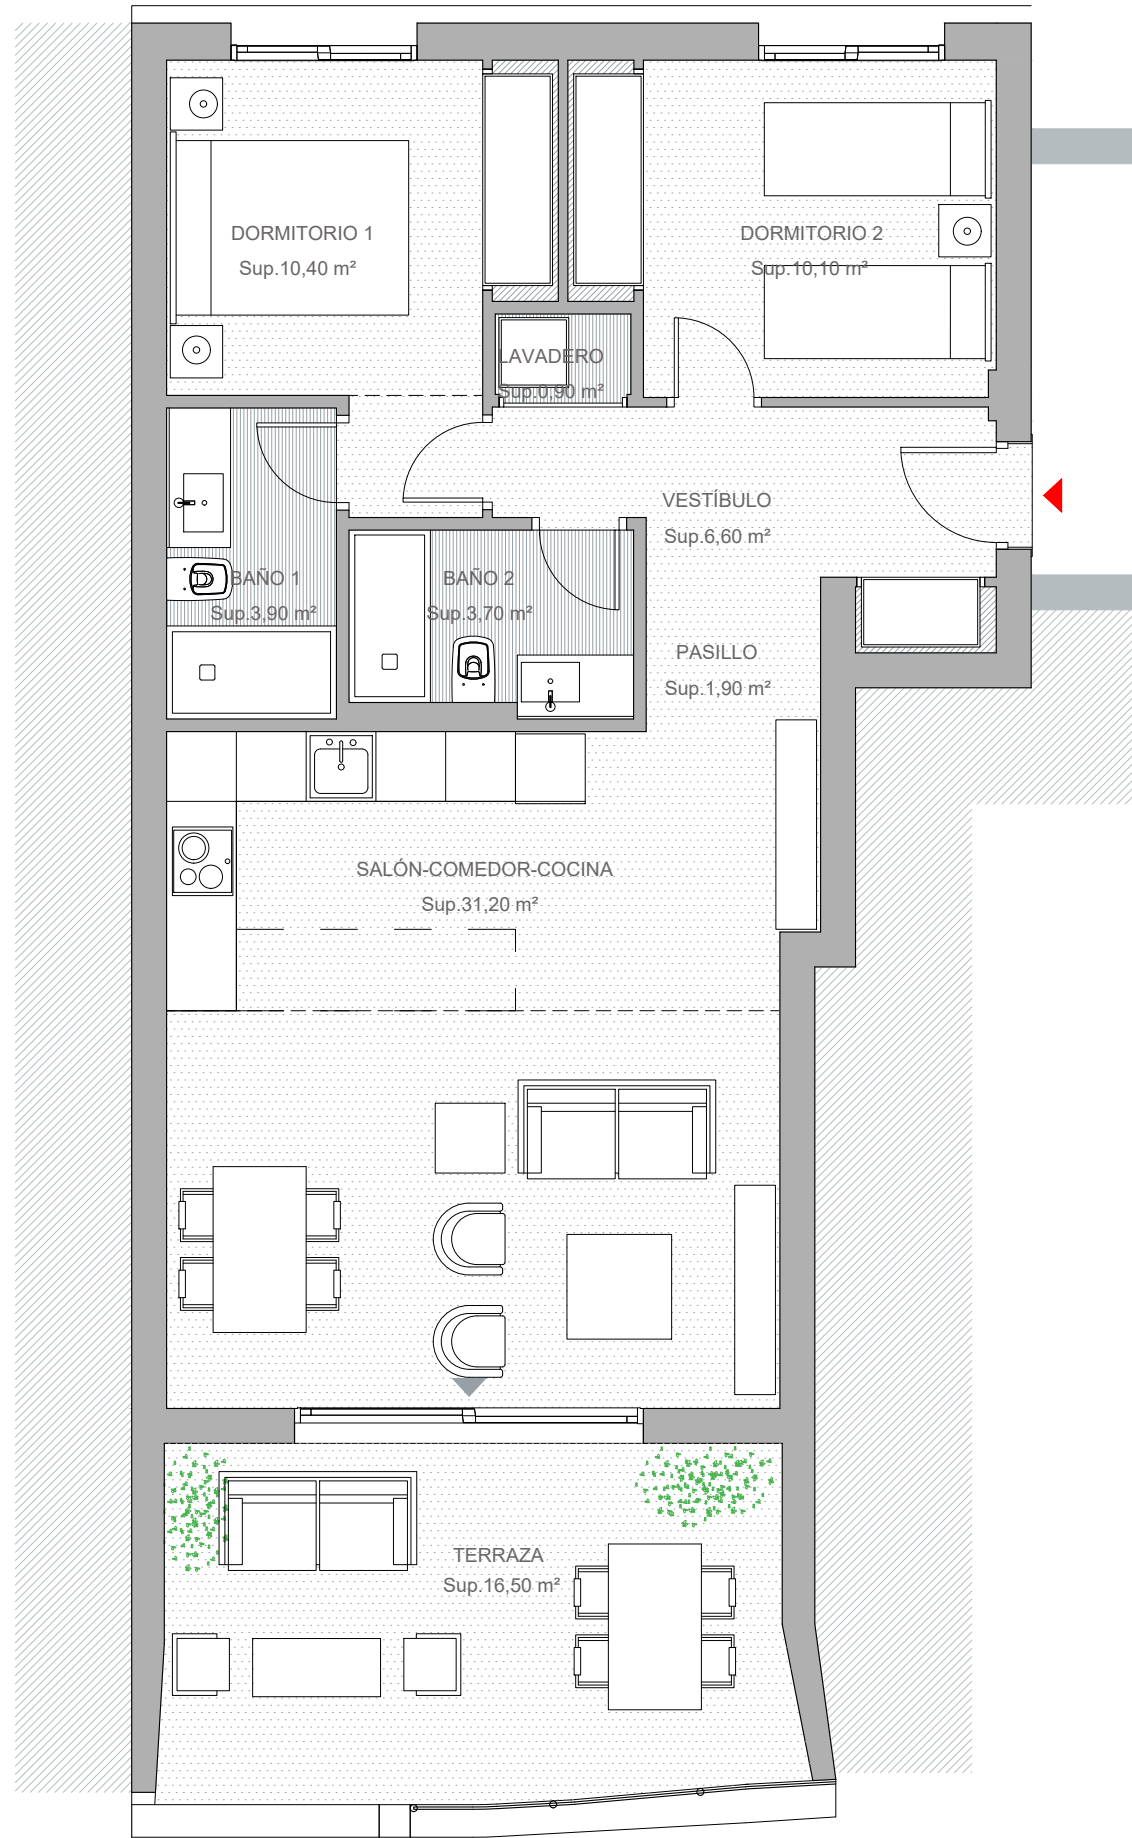 DORMITORIO 1
Sup.10,40 m²
DORMITORIO 2
Sup.10,10 m²
LAVADERO
Sup.0,90 m²
VESTÍBULO
Sup.6,60 m²
BAÑO 1
Sup.3,90 m²
BAÑO 2
Sup.3,70 m²
PASILLO
Sup.1,90 m²
SALÓN-COMEDOR-COCINA
Sup.31,20 m²
TERRAZA
Sup.16,50 m²